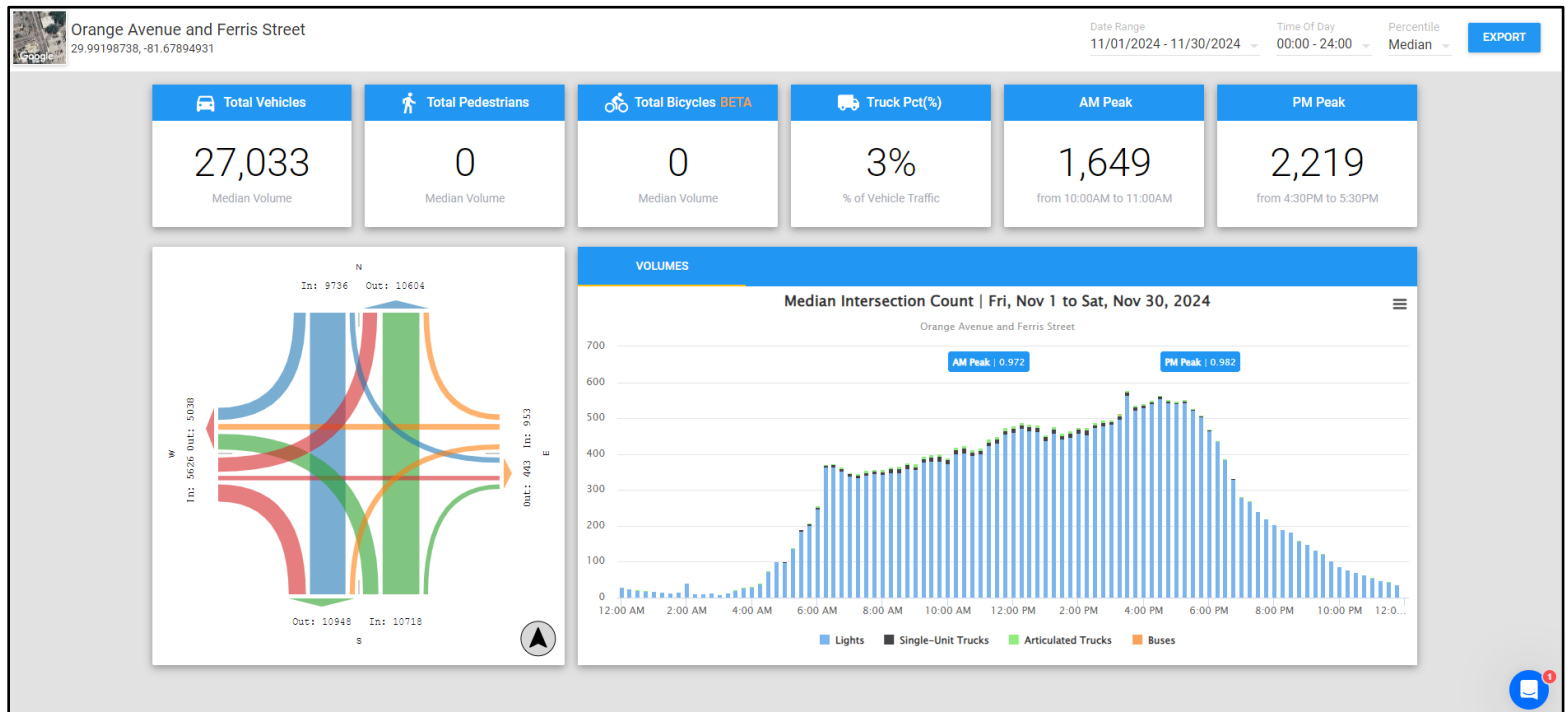 Orange Avenue and Ferris Street
29.99198738, -81.67894931
Google
Date Range
11/01/2024 - 11/30/2024
Time Of Day
00:00 - 24:00
Percentile
Median
EXPORT
Total Vehicles
27,033
Median Volume
Total Pedestrians
0
Median Volume
Total Bicycles BETA
0
Median Volume
Truck Pct(%)
3%
% of Vehicle Traffic
AM Peak
1,649
from 10:00AM to 11:00AM
PM Peak
2,219
from 4:30PM to 5:30PM
N
In: 9736 Out: 10604
W
In: 5626 Out: 5038
Out: 443 In: 953
E
Out: 10948 In: 10718
S
VOLUMES
Median Intersection Count | Fri, Nov 1 to Sat, Nov 30, 2024
Orange Avenue and Ferris Street
AM Peak | 0.972
PM Peak | 0.982
700
600
500
400
300
200
100
0
12:00 AM 2:00 AM 4:00 AM 6:00 AM 8:00 AM 10:00 AM 12:00 PM 2:00 PM 4:00 PM 6:00 PM 8:00 PM 10:00 PM 12:0...
Lights Single-Unit Trucks Articulated Trucks Buses
1